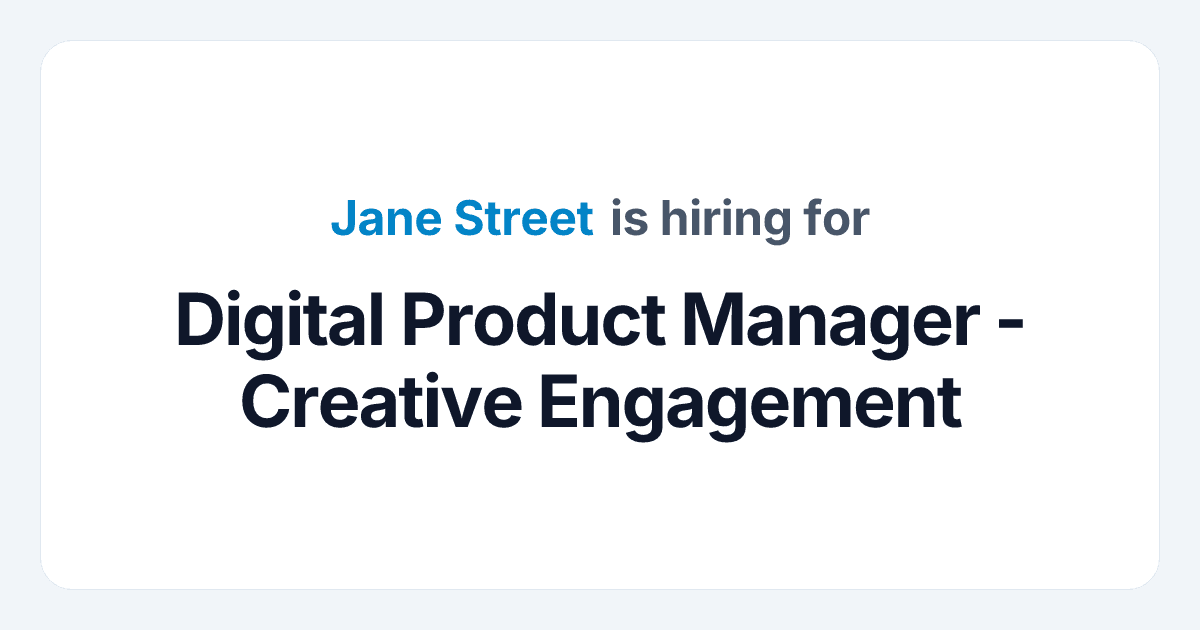 Jane Street is hiring for
Digital Product Manager -
Creative Engagement